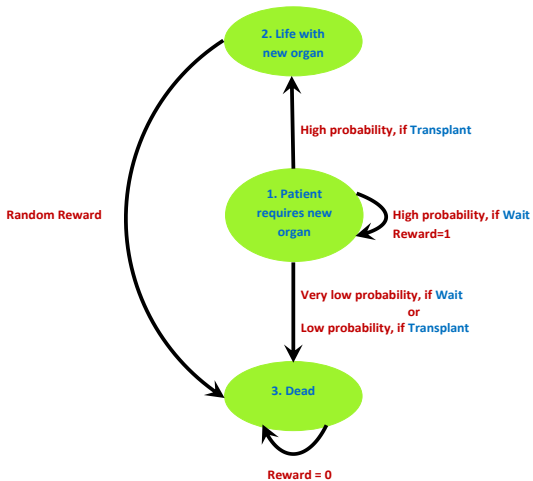 2. Life with
new organ
High probability, if Transplant
1. Patient
requires new
organ
Random Reward
High probability, if Wait
Reward=1
Very low probability, if Wait
or
Low probability, if Transplant
3. Dead
Reward = 0